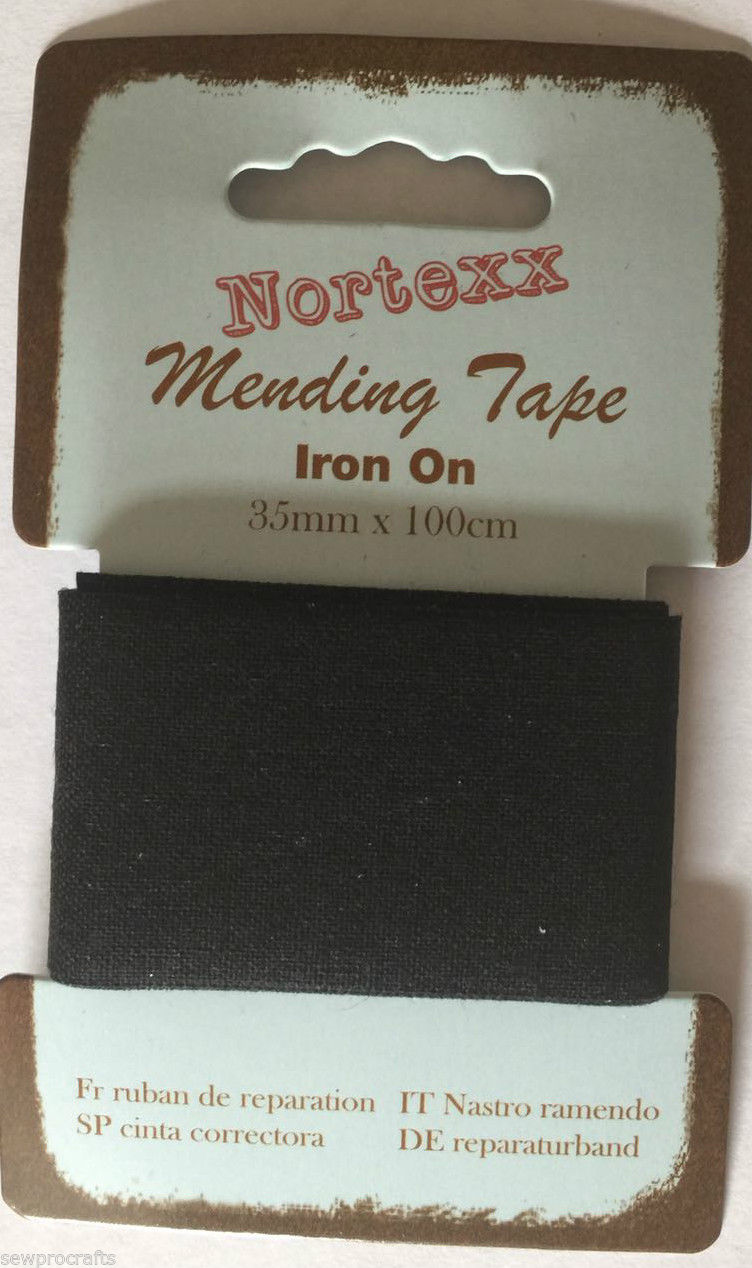 Nortexx
Mending Tape
Iron On
35mm x 100cm
Fr ruban de reparation
SP cinta correctora
IT Nastro ramendo
DE reparaturband
sewprocrafts